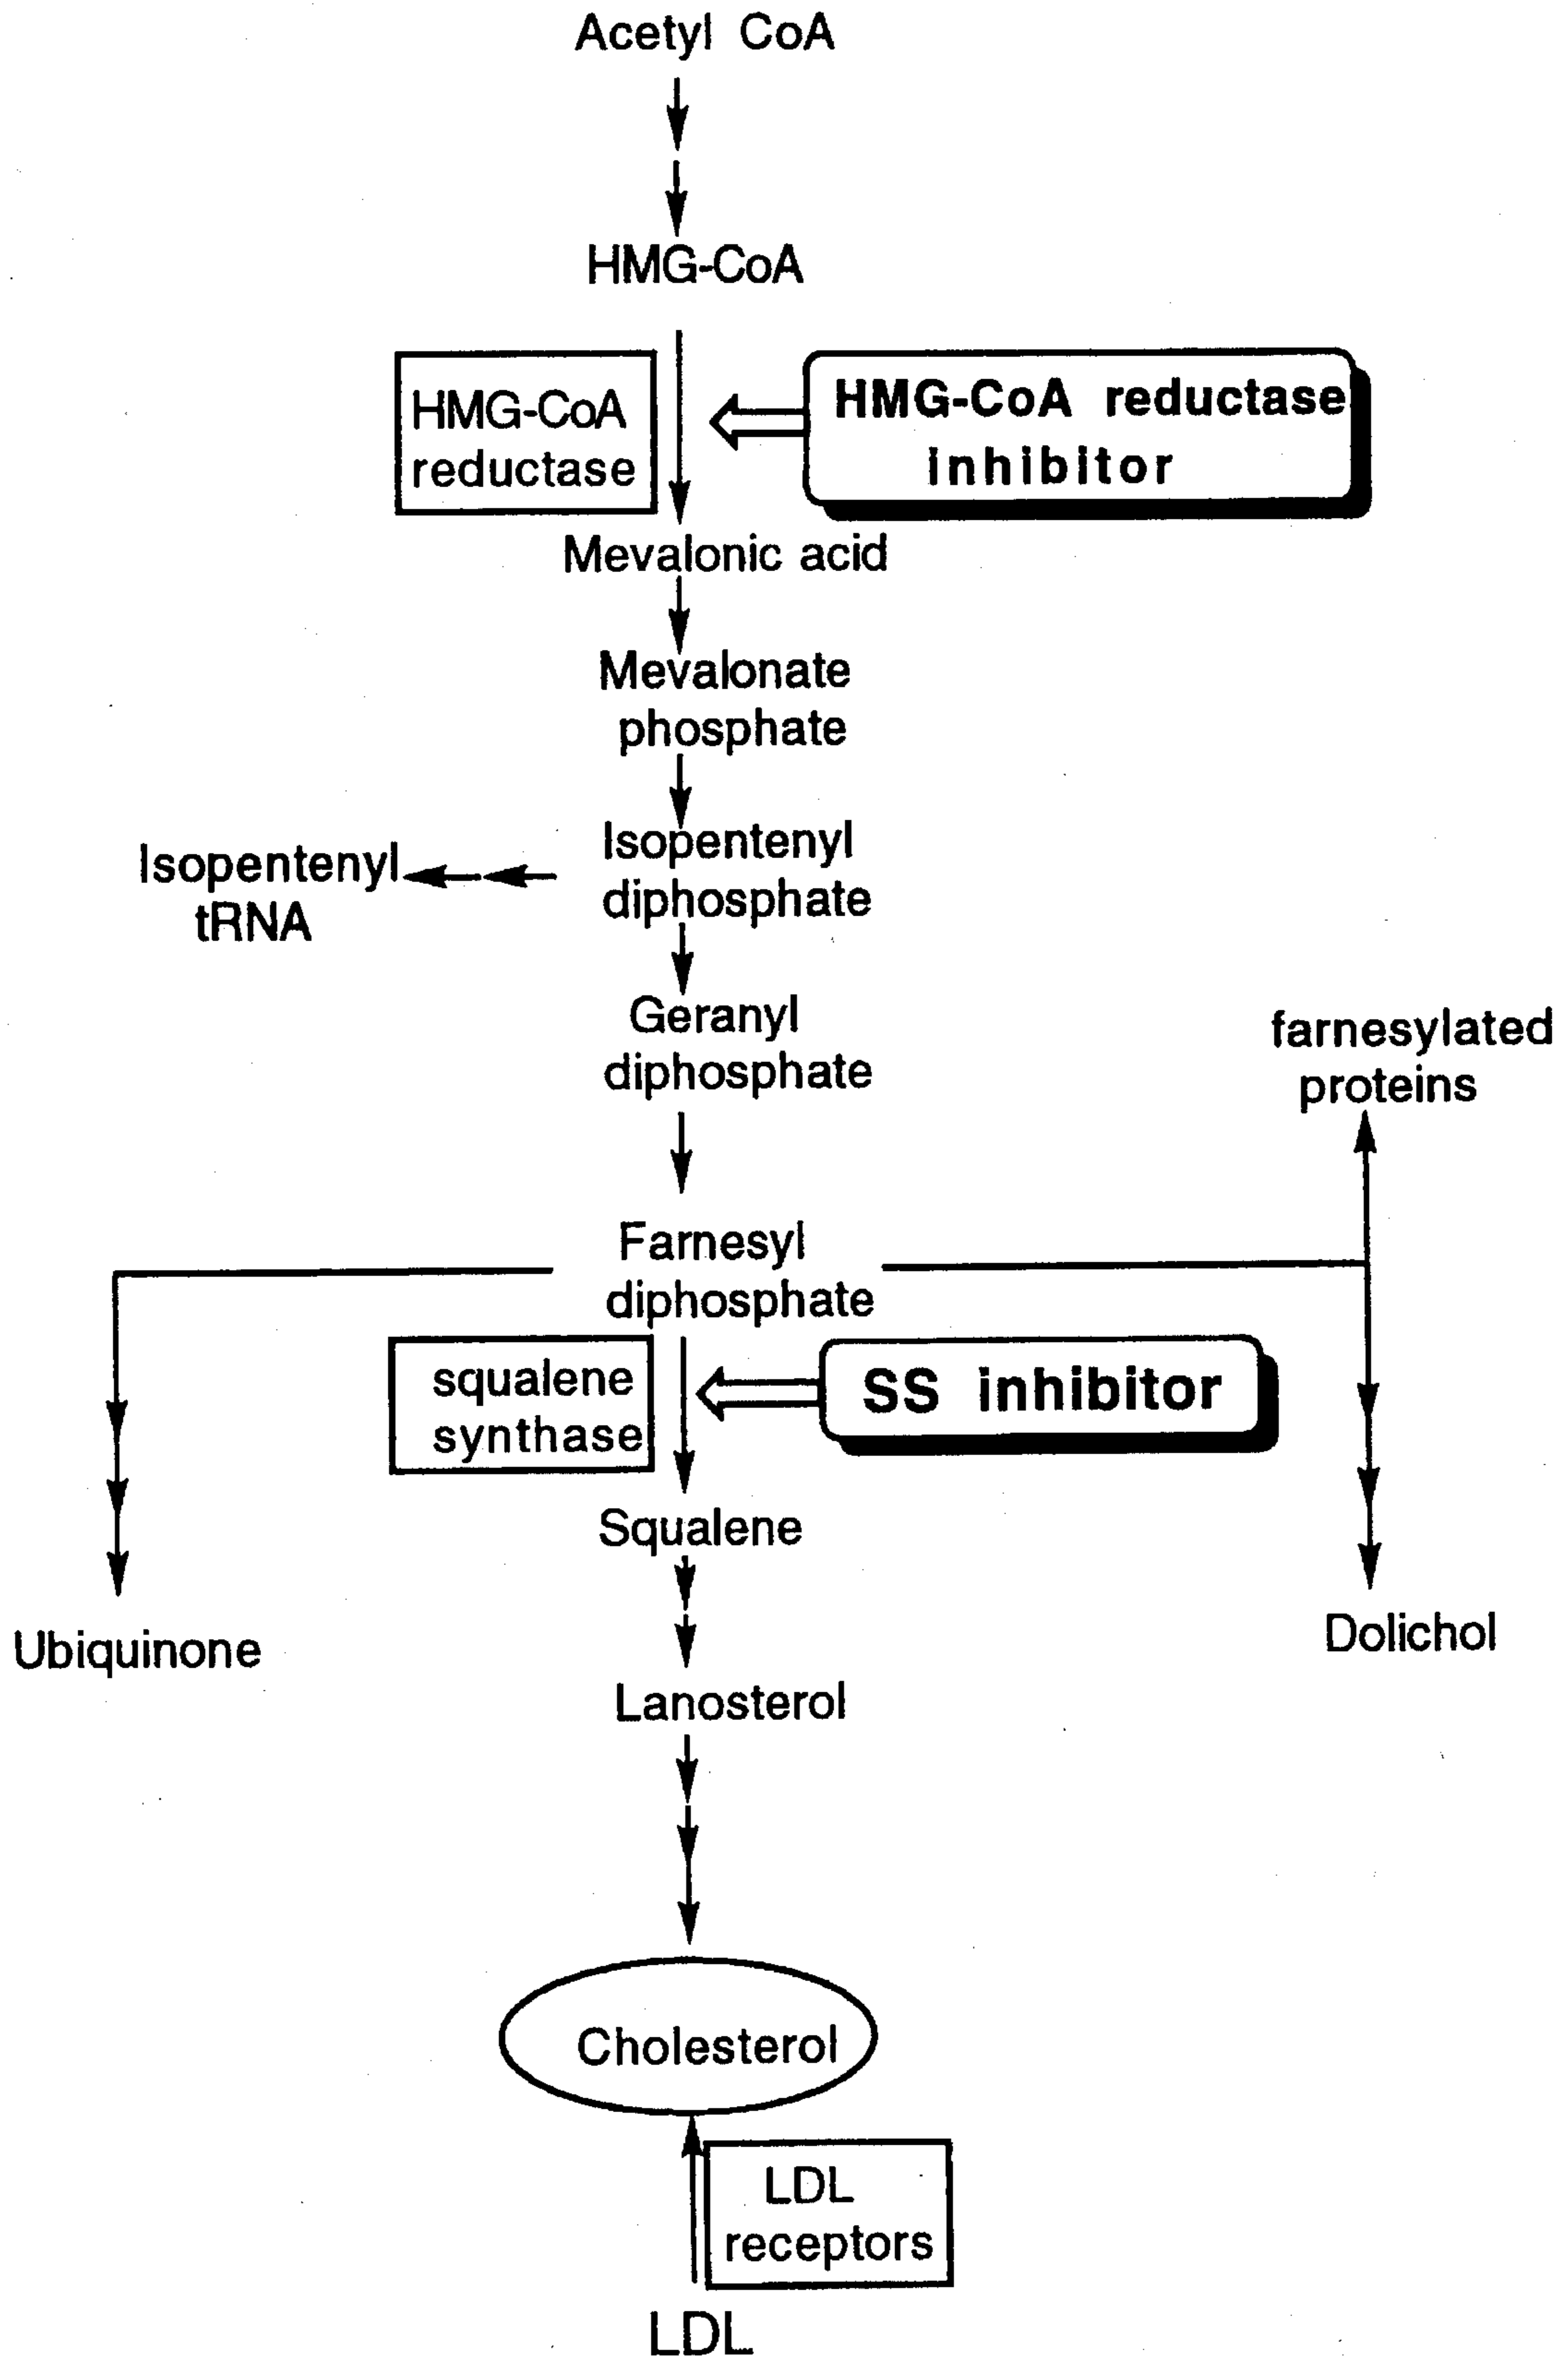 Acetyl CoA
HMG-CoA
HMG-CoA
reductase
HMG-CoA reductase
inhibitor
Mevalonic acid
Mevalonate
phosphate
Isopentenyl
diphosphate
Isopentenyl
tRNA
Geranyl
diphosphate
farnesylated
proteins
Farnesyl
diphosphate
squalene
synthase
SS inhibitor
Squalene
Ubiquinone
Dolichol
Lanosterol
Cholesterol
LDL
receptors
LDL